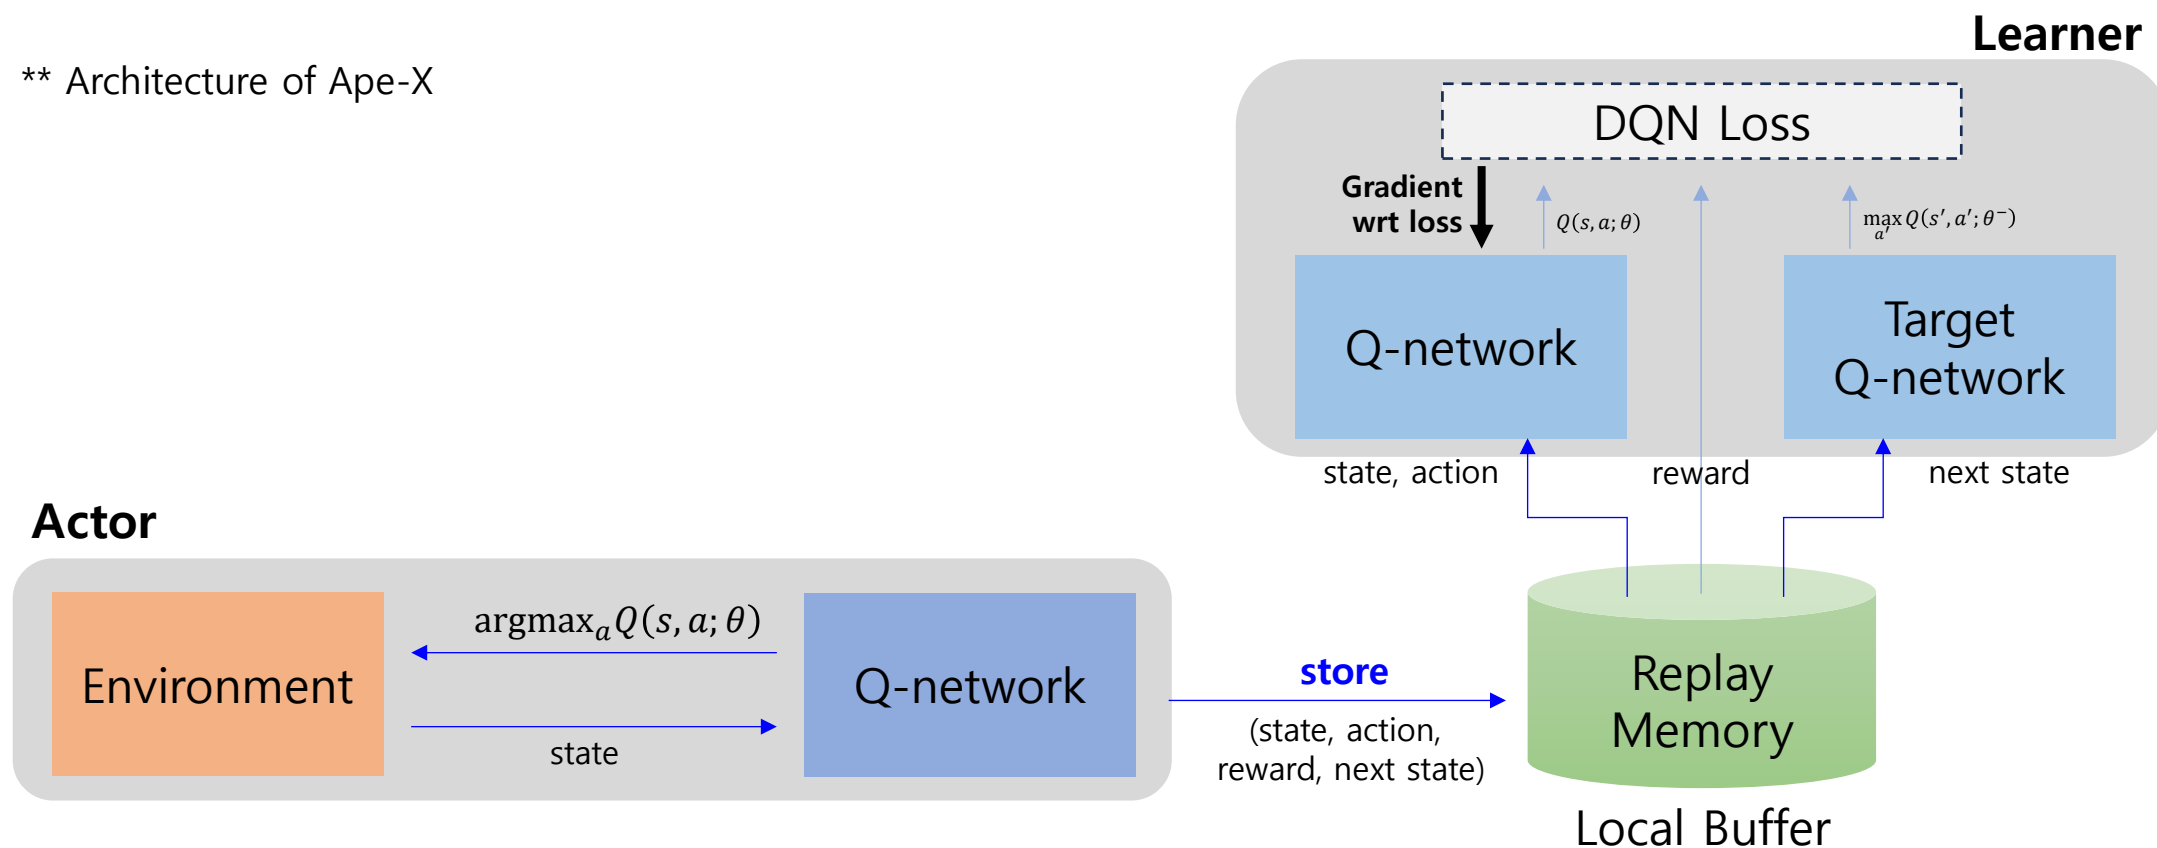 ** Architecture of Ape-X
Learner
DQN Loss
Gradient
wrt loss
Q(s, a; θ)
max Q(s′, a′; θ⁻)
a′
Q-network
Target
Q-network
state, action
reward
next state
Actor
Environment
argmaxₐQ(s, a; θ)
state
Q-network
store
(state, action,
reward, next state)
Replay
Memory
Local Buffer